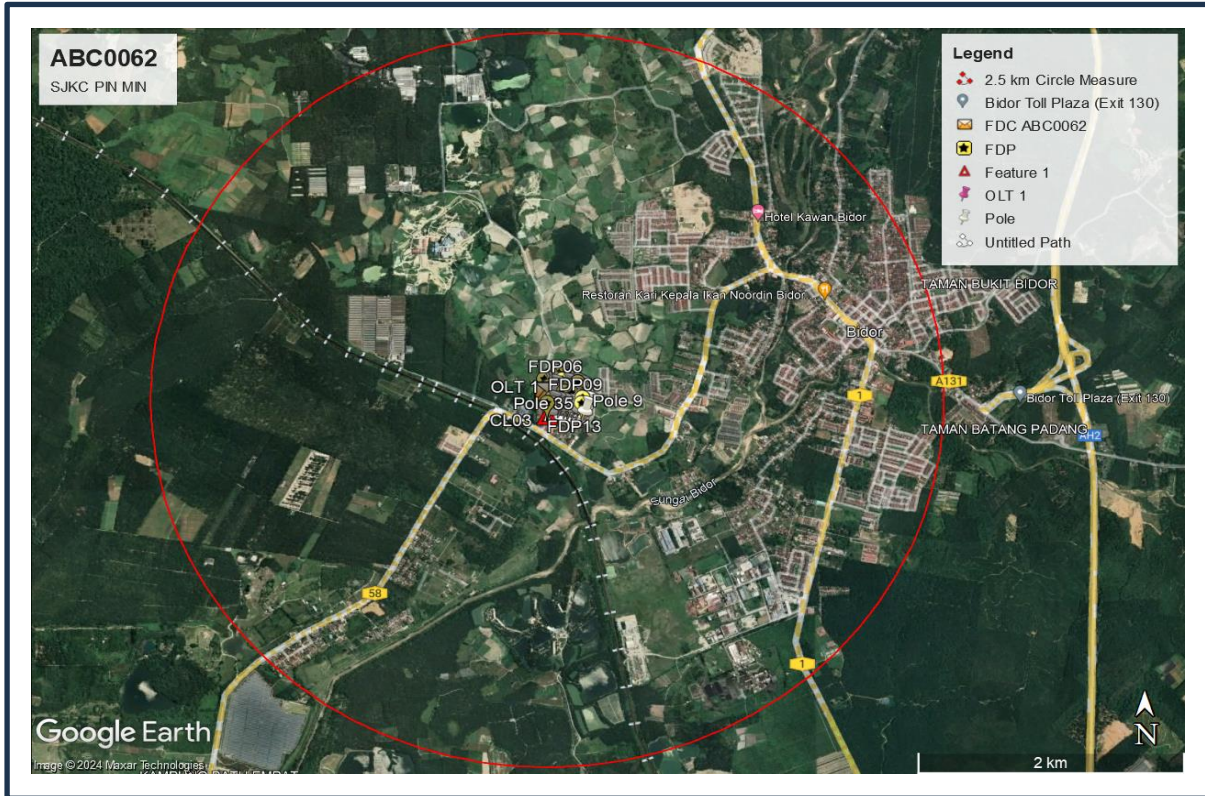 ABC0062
SJKC PIN MIN
Legend
2.5 km Circle Measure
Bidor Toll Plaza (Exit 130)
FDC ABC0062
FDP
Feature 1
OLT 1
Pole
Untitled Path
Hotel Kawan Bidor
TAMAN BUKIT BIDOR
Restoran Kari Kepala Ikan Noordin Bidor
Bidor
FDP06
OLT 1
FDP09
A131
Pole 35
Pole 9
1
Bidor Toll Plaza (Exit 130)
CL03
FDP13
TAMAN BATANG PADANG
AH2
Sungai Bidor
58
1
Google Earth
Image © 2024 Maxar Technologies
KAMPUNG BATU EMPAT
N
2 km